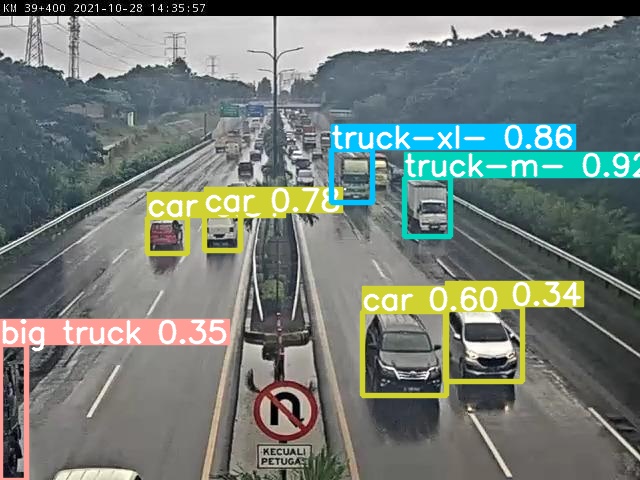 KM 39+400 2021-10-28 14:35:57
truck-xl- 0.86
truck-m- 0.92
car
car 0.78
car 0.60
0.34
big truck 0.35
KECUALI
PETUGAS